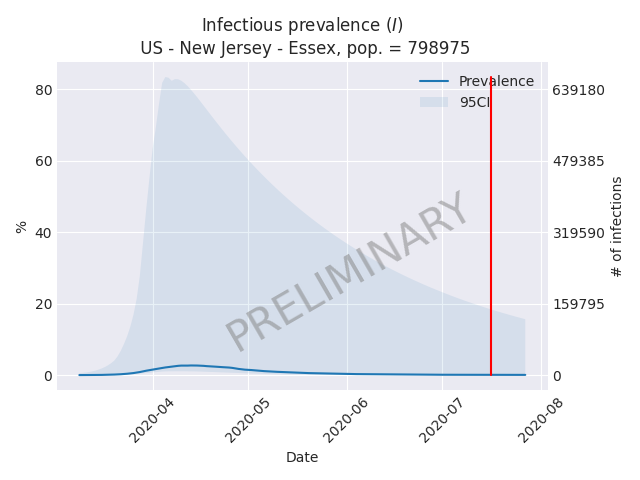 Infectious prevalence (I)
US - New Jersey - Essex, pop. = 798975
Prevalence
95CI
80
60
40
20
0
%
639180
479385
319590
159795
0
# of infections
PRELIMINARY
2020-04
2020-05
2020-06
2020-07
2020-08
Date